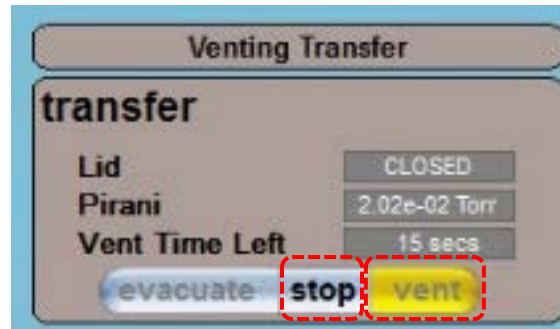 Venting Transfer
transfer
Lid CLOSED
Pirani 2.02e-02 Torr
Vent Time Left 15 secs
evacuate stop vent